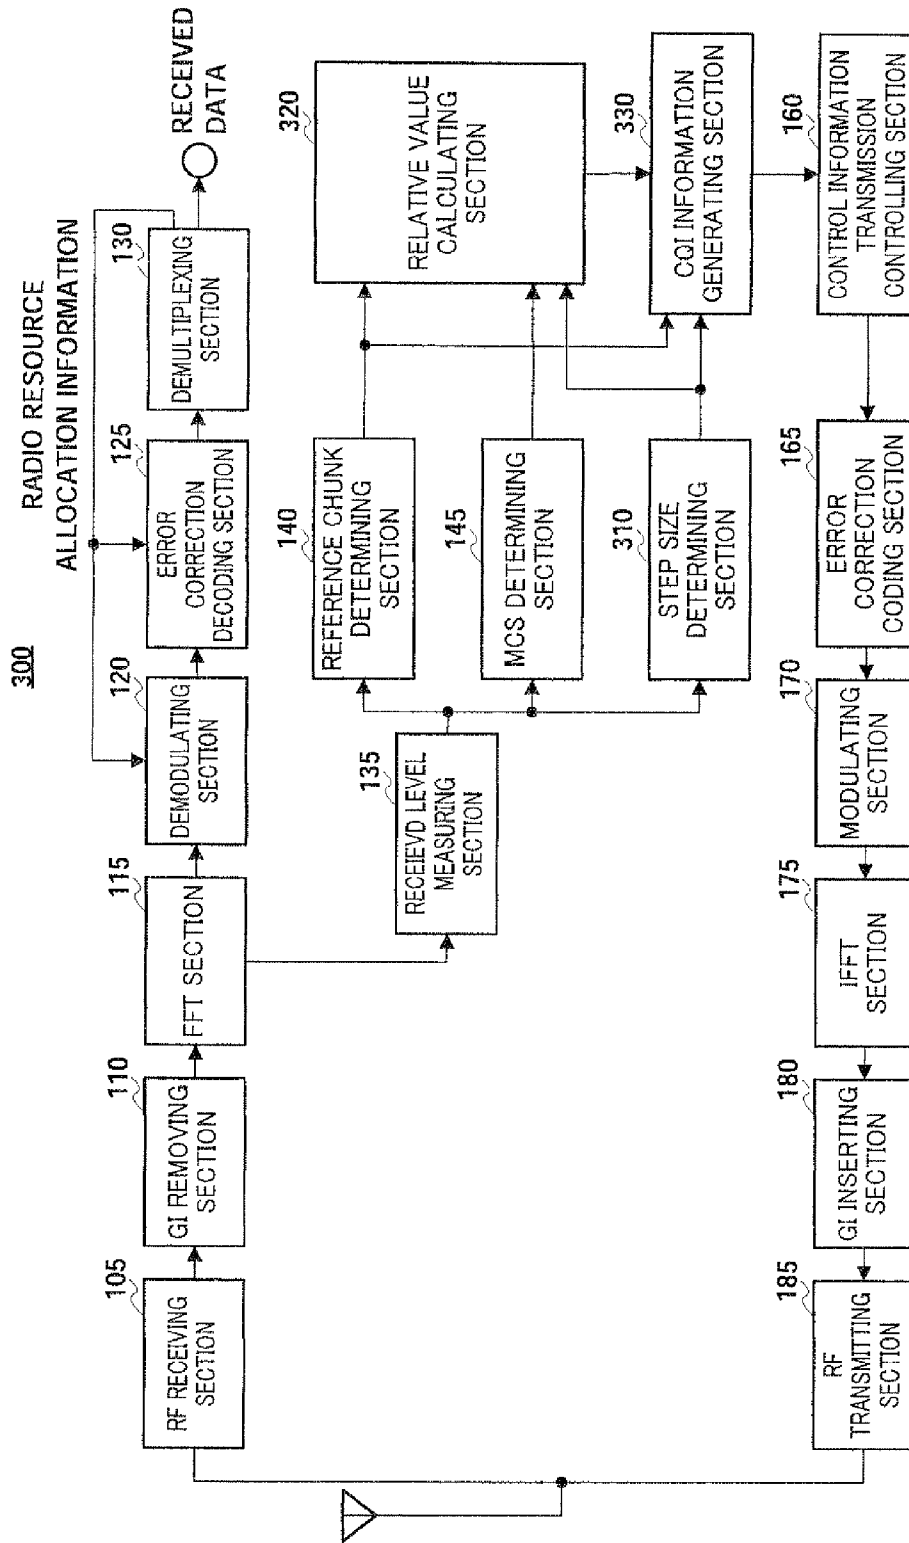 300
RADIO RESOURCE
ALLOCATION INFORMATION
105
RF RECEIVING
SECTION
110
GI REMOVING
SECTION
115
FFT SECTION
120
DEMODULATING
SECTION
125
ERROR
CORRECTION
DECODING SECTION
130
DEMULTIPLEXING
SECTION
RECEIVED
DATA
135
RECEIEVD LEVEL
MEASURING
SECTION
140
REFERENCE CHUNK
DETERMINING
SECTION
145
MCS DETERMINING
SECTION
310
STEP SIZE
DETERMINING
SECTION
320
RELATIVE VALUE
CALCULATING
SECTION
330
CQI INFORMATION
GENERATING SECTION
160
CONTROL INFORMATION
TRANSMISSION
CONTROLLING SECTION
165
ERROR
CORRECTION
CODING SECTION
170
MODULATING
SECTION
175
IFFT
SECTION
180
GI INSERTING
SECTION
185
RF
TRANSMITTING
SECTION